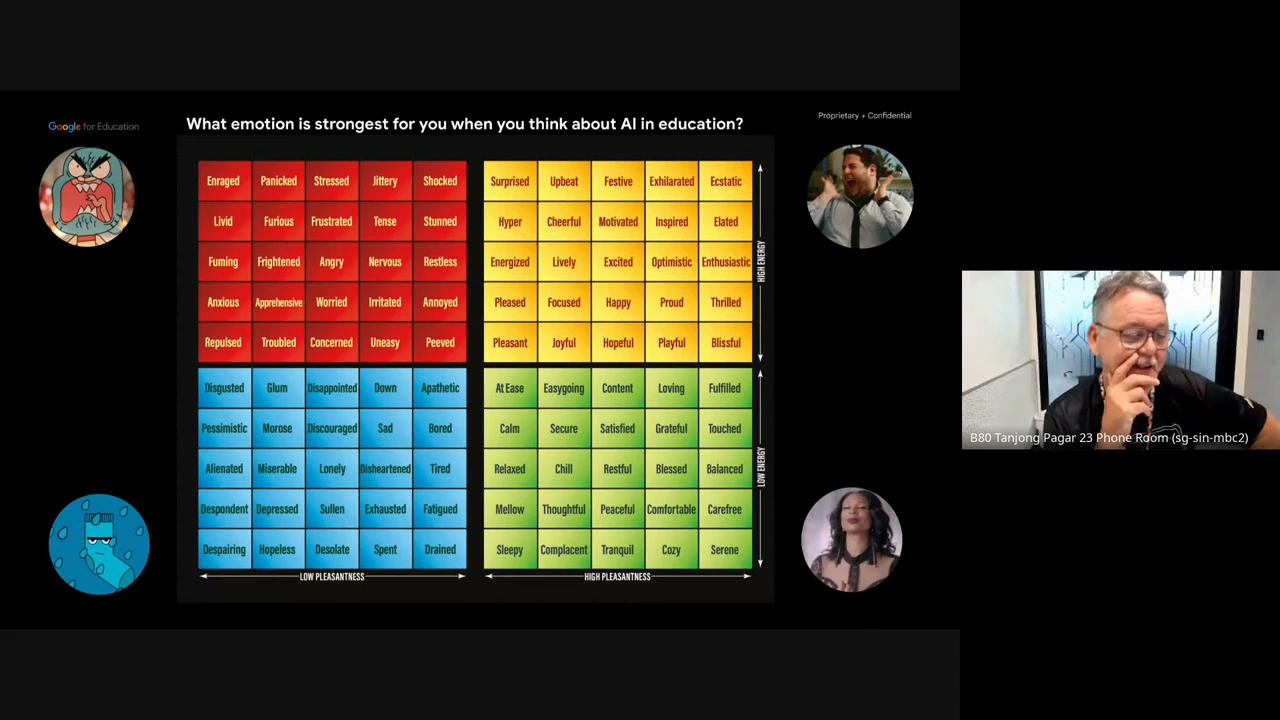 Google for Education
What emotion is strongest for you when you think about AI in education?
Proprietary + Confidential
Enraged Panicked Stressed Jittery Shocked Surprised Upbeat Festive Exhilarated Ecstatic
Livid Furious Frustrated Tense Stunned Hyper Cheerful Motivated Inspired Elated
Fuming Frightened Angry Nervous Restless Energized Lively Excited Optimistic Enthusiastic
Anxious Apprehensive Worried Irritated Annoyed Pleased Focused Happy Proud Thrilled
Repulsed Troubled Concerned Uneasy Peeved Pleasant Joyful Hopeful Playful Blissful
HIGH ENERGY
Disgusted Glum Disappointed Down Apathetic At Ease Easygoing Content Loving Fulfilled
Pessimistic Morose Discouraged Sad Bored Calm Secure Satisfied Grateful Touched
Alienated Miserable Lonely Disheartened Tired Relaxed Chill Restful Blessed Balanced
Despondent Depressed Sullen Exhausted Fatigued Mellow Thoughtful Peaceful Comfortable Carefree
Despairing Hopeless Desolate Spent Drained Sleepy Complacent Tranquil Cozy Serene
LOW ENERGY
LOW PLEASANTNESS
HIGH PLEASANTNESS
B80 Tanjong Pagar 23 Phone Room (sg-sin-mbc2)